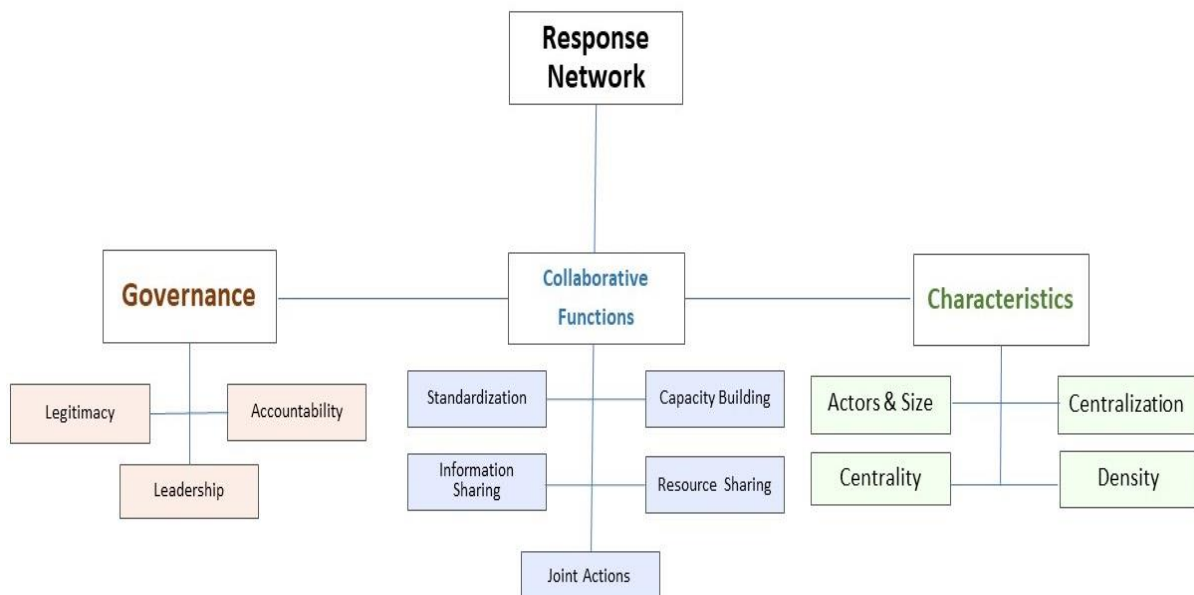 Response
Network
Governance
Collaborative
Functions
Characteristics
Legitimacy
Accountability
Leadership
Standardization
Capacity Building
Information
Sharing
Resource Sharing
Joint Actions
Actors & Size
Centralization
Centrality
Density